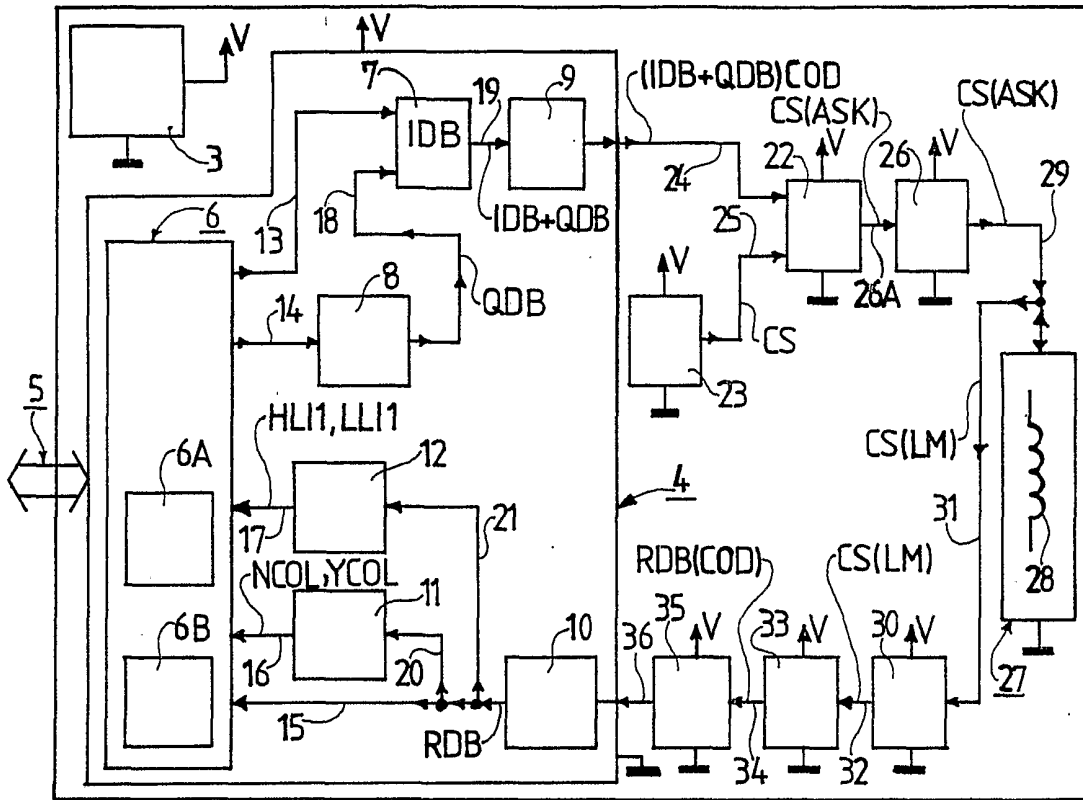 V
V
7
19
9
(IDB+QDB)COD
CS(ASK)
CS(ASK)
IDB
22
V
26
V
29
3
24
6
13
18
IDB+QDB
25
26A
8
QDB
V
14
CS
23
5
HLI1, LLI1
12
4
CS(LM)
6A
21
31
17
28
NCOL, YCOL
11
RDB(COD)
CS(LM)
6B
10
36
35
V
33
V
30
V
16
20
27
15
RDB
34
32